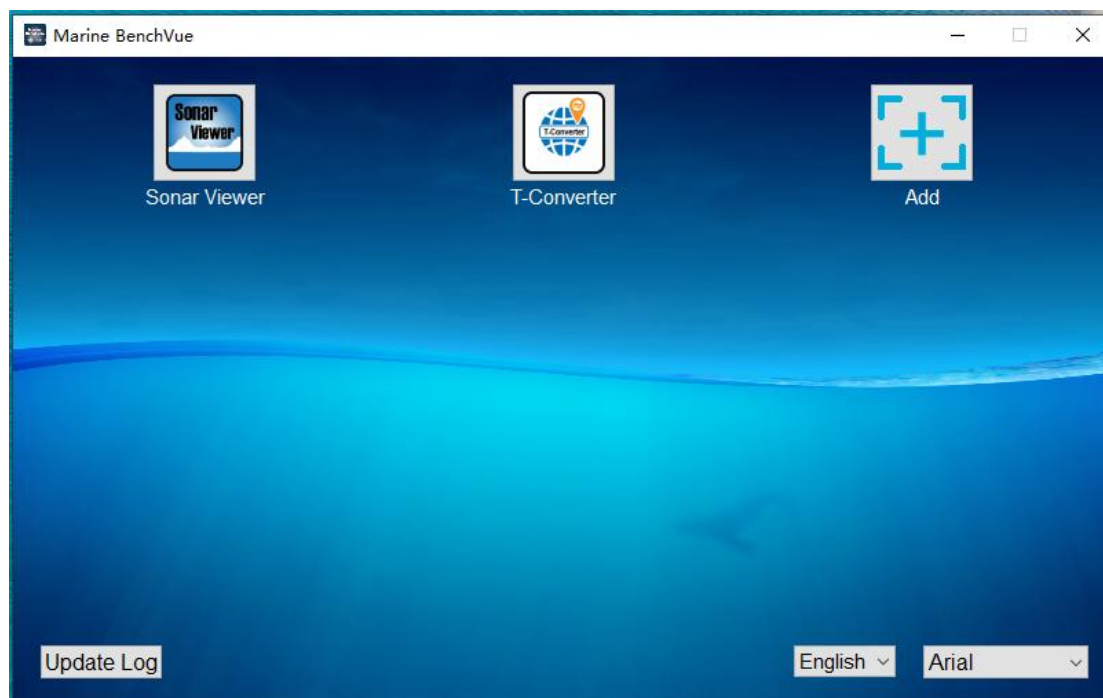 Marine BenchVue
Sonar
Viewer
T-Converter
Sonar Viewer
T-Converter
Add
Update Log
English
Arial